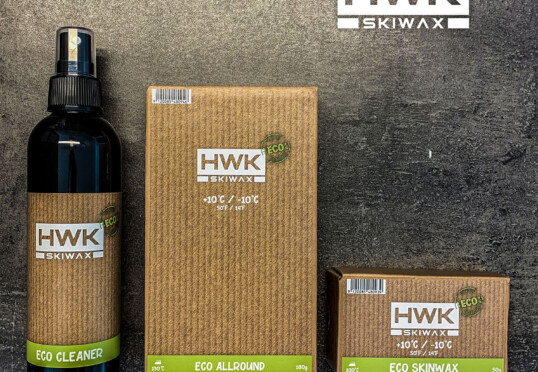 HWK
SKIWAX
HWK
SKIWAX
ECO
ECO CLEANER
HWK
SKIWAX
ECO
+10°C / -10°C
50°F / 14°F
130°C
ECO ALLROUND
180g
HWK
SKIWAX
ECO
+10°C / -10°C
50°F / 14°F
ECO SKINWAX